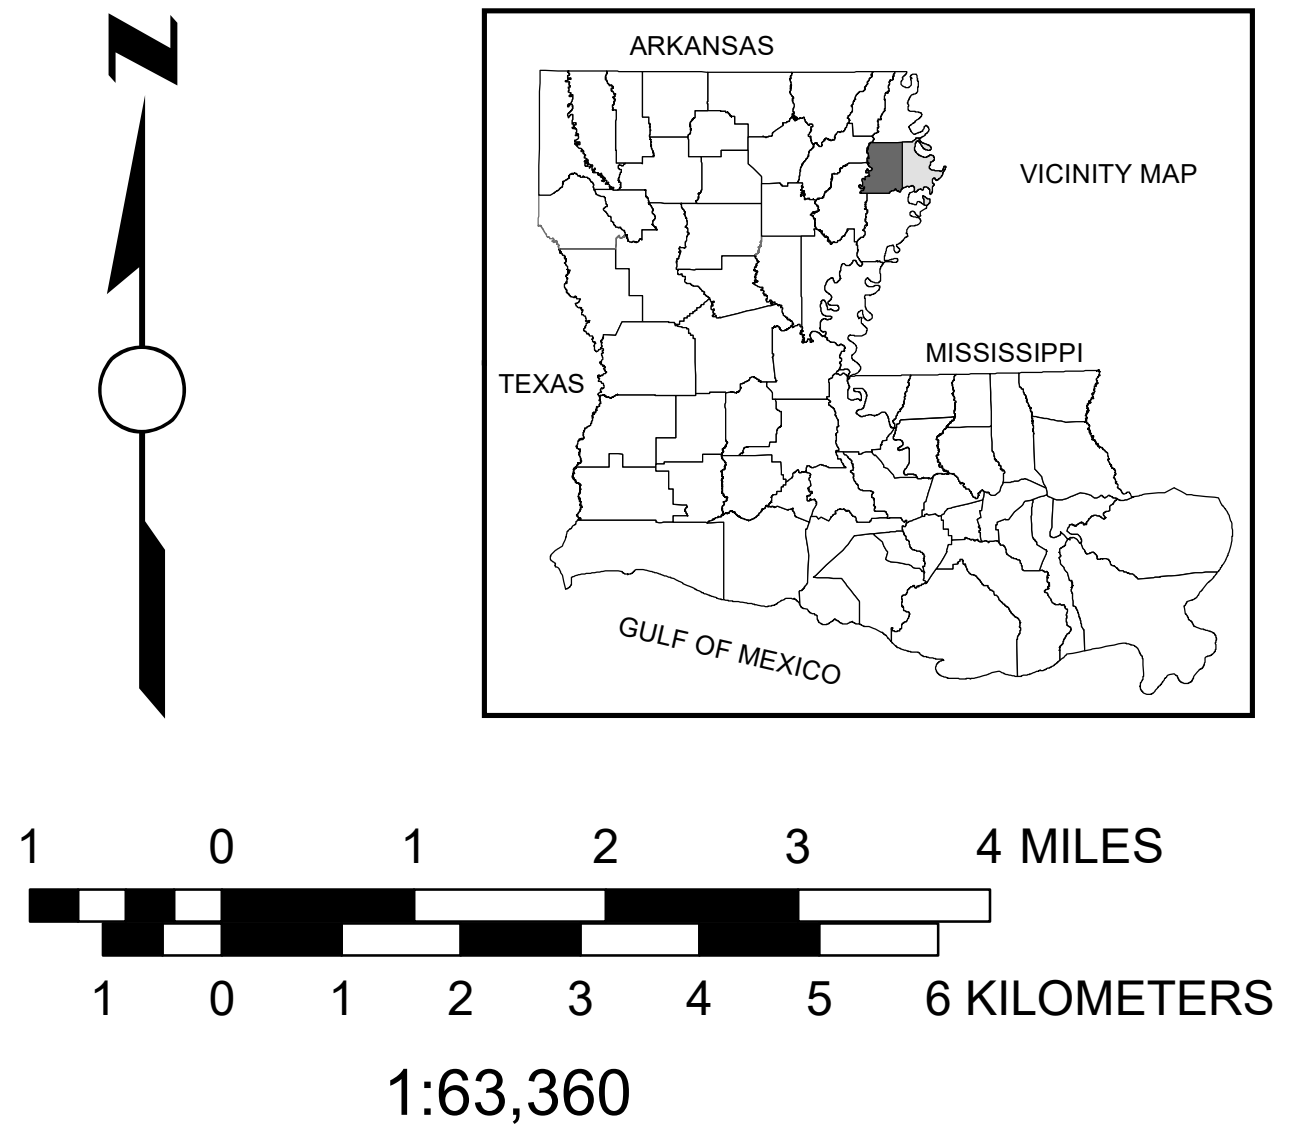 N
ARKANSAS
VICINITY MAP
MISSISSIPPI
TEXAS
GULF OF MEXICO
1 0 1 2 3 4 MILES
1 0 1 2 3 4 5 6 KILOMETERS
1:63,360